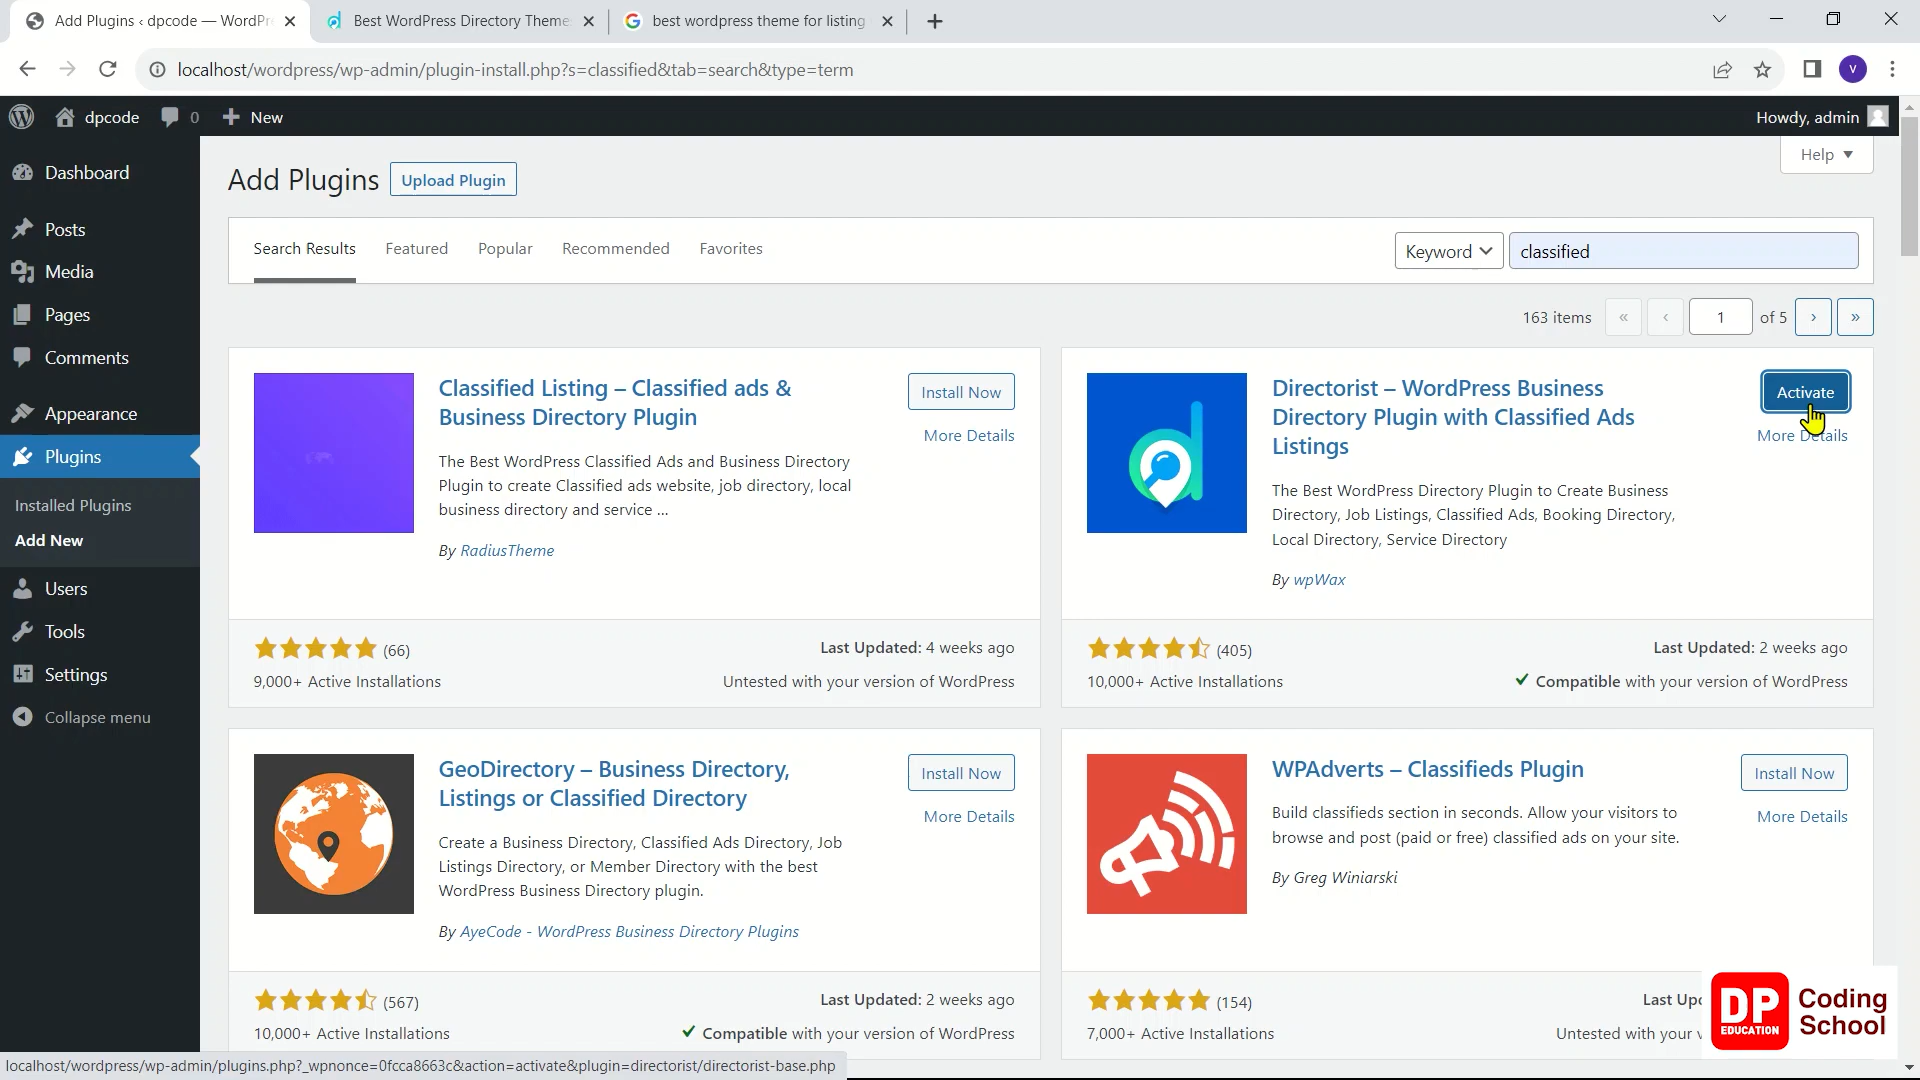 Add Plugins ‹ dpcode — WordPr
Best WordPress Directory Theme
best wordpress theme for listing
localhost/wordpress/wp-admin/plugin-install.php?s=classified&tab=search&type=term
V
dpcode
0
New
Howdy, admin
Dashboard
Posts
Media
Pages
Comments
Appearance
Plugins
Installed Plugins
Add New
Users
Tools
Settings
Collapse menu
Help
Add Plugins
Upload Plugin
Search Results
Featured
Popular
Recommended
Favorites
Keyword
classified
163 items
«
‹
1
of 5
›
»
Classified Listing – Classified ads &
Business Directory Plugin
Install Now
More Details
The Best WordPress Classified Ads and Business Directory
Plugin to create Classified ads website, job directory, local
business directory and service ...
By RadiusTheme
(66)
Last Updated: 4 weeks ago
9,000+ Active Installations
Untested with your version of WordPress
Directorist – WordPress Business
Directory Plugin with Classified Ads
Listings
Activate
More Details
The Best WordPress Directory Plugin to Create Business
Directory, Job Listings, Classified Ads, Booking Directory,
Local Directory, Service Directory
By wpWax
(405)
Last Updated: 2 weeks ago
10,000+ Active Installations
Compatible with your version of WordPress
GeoDirectory – Business Directory,
Listings or Classified Directory
Install Now
More Details
Create a Business Directory, Classified Ads Directory, Job
Listings Directory, or Member Directory with the best
WordPress Business Directory plugin.
By AyeCode - WordPress Business Directory Plugins
(567)
Last Updated: 2 weeks ago
10,000+ Active Installations
Compatible with your version of WordPress
WPAdverts – Classifieds Plugin
Install Now
More Details
Build classifieds section in seconds. Allow your visitors to
browse and post (paid or free) classified ads on your site.
By Greg Winiarski
(154)
Last Up
7,000+ Active Installations
Untested with your v
DP
EDUCATION
Coding
School
localhost/wordpress/wp-admin/plugins.php?_wpnonce=0fcca8663c&action=activate&plugin=directorist/directorist-base.php